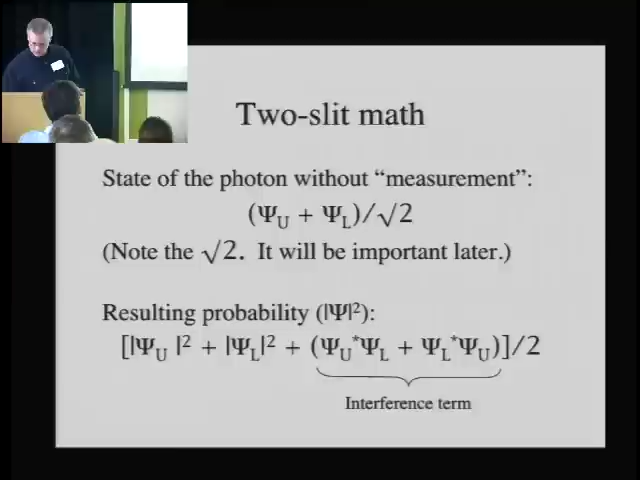 Two-slit math
State of the photon without “measurement”:
(Ψ_U + Ψ_L)/√2
(Note the √2. It will be important later.)
Resulting probability (|Ψ|²):
[|Ψ_U |² + |Ψ_L|² + (Ψ_U*Ψ_L + Ψ_L*Ψ_U)]/2
Interference term